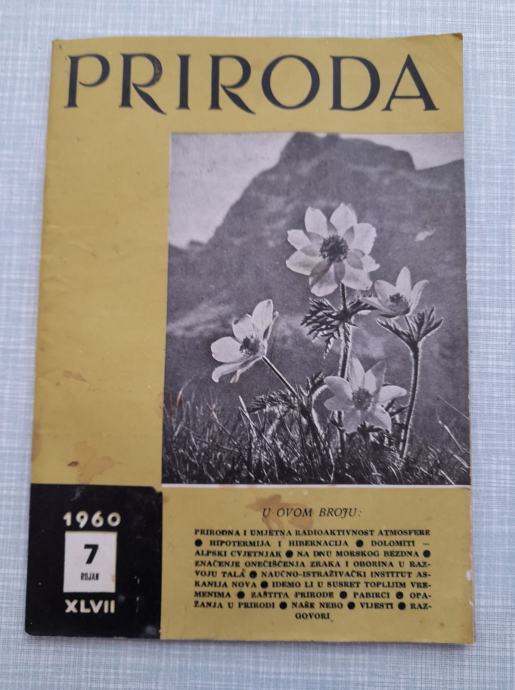 PRIRODA
U OVOM BROJU:
PRIRODNA I UMJETNA RADIOAKTIVNOST ATMOSFERE
● HIPOTERMIJA I HIBERNACIJA ● DOLOMITI —
ALPSKI CVJETNJAK ● NA DNU MORSKOG BEZDNA ●
ZNAČENJE ONEČIŠĆENJA ZRAKA I OBORINA U RAZ-
VOJU TALA ● NAUČNO-ISTRAŽIVAČKI INSTITUT AS-
KANIJA NOVA ● IDEMO LI U SUSRET TOPLIJIM VRE-
MENIMA ● ZAŠTITA PRIRODE ● PABIRCI ● OPA-
ŽANJA U PRIRODI ● NAŠE NEBO ● VIJESTI ● RAZ-
GOVORI
1960
7
RUJAN
XLVII